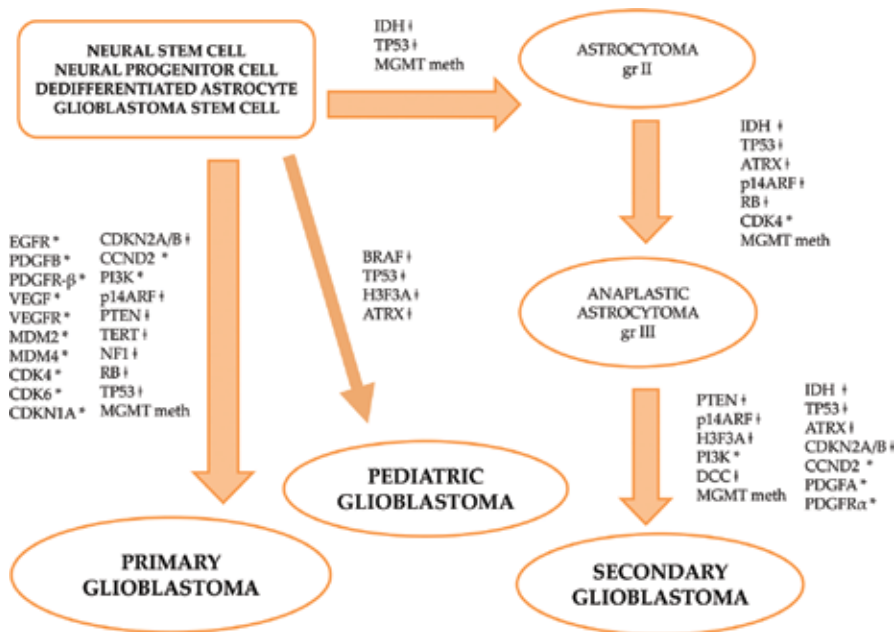 NEURAL STEM CELL
NEURAL PROGENITOR CELL
DEDIFFERENTIATED ASTROCYTE
GLIOBLASTOMA STEM CELL
IDH ⸸
TP53 ⸸
MGMT meth
ASTROCYTOMA
gr II
IDH ⸸
TP53 ⸸
ATRX ⸸
p14ARF ⸸
RB ⸸
CDK4 *
MGMT meth
EGFR *
PDGFB *
PDGFR-β *
VEGF *
VEGFR *
MDM2 *
MDM4 *
CDK4 *
CDK6 *
CDKN1A *
CDKN2A/B ⸸
CCND2 *
PI3K *
p14ARF ⸸
PTEN ⸸
TERT ⸸
NF1 ⸸
RB ⸸
TP53 ⸸
MGMT meth
BRAF ⸸
TP53 ⸸
H3F3A ⸸
ATRX ⸸
ANAPLASTIC
ASTROCYTOMA
gr III
PTEN ⸸
p14ARF ⸸
H3F3A ⸸
PI3K *
DCC ⸸
MGMT meth
IDH ⸸
TP53 ⸸
ATRX ⸸
CDKN2A/B ⸸
CCND2 *
PDGFA *
PDGFRα *
PEDIATRIC
GLIOBLASTOMA
PRIMARY
GLIOBLASTOMA
SECONDARY
GLIOBLASTOMA